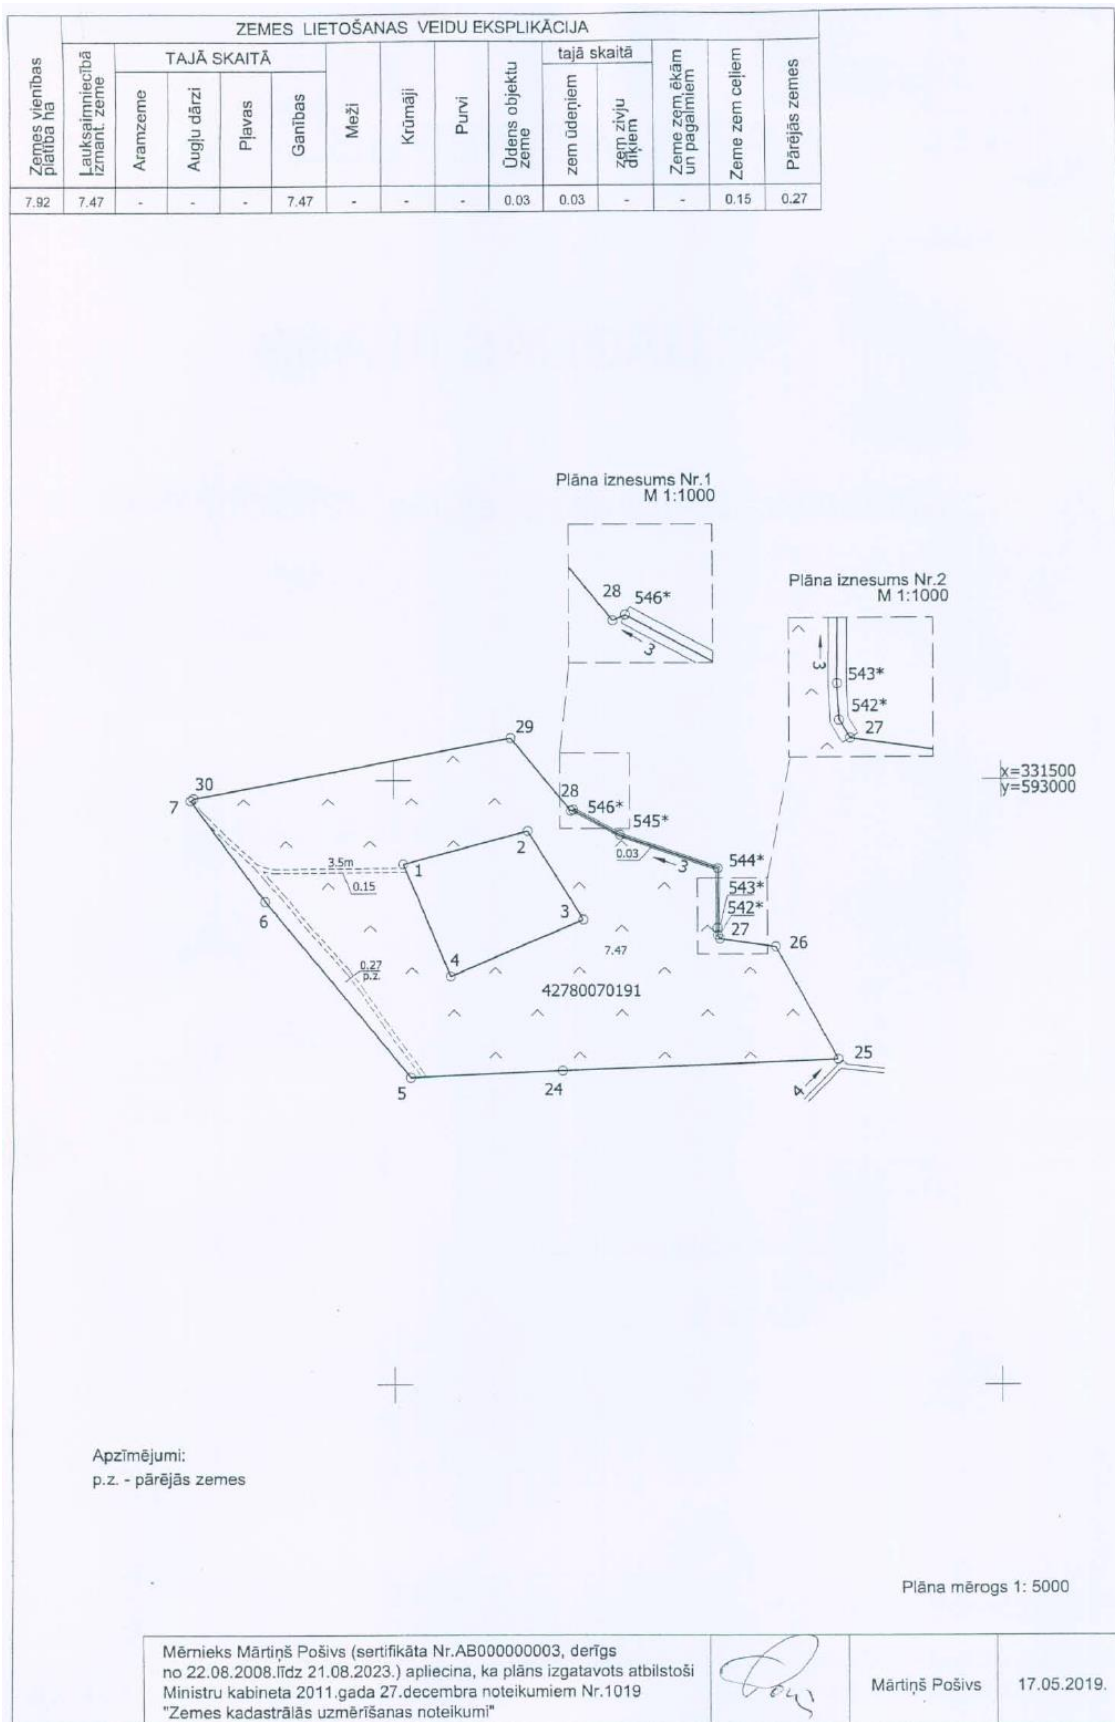 ZEMES LIETOŠANAS VEIDU EKSPLIKĀCIJA
Zemes vienības
platība ha
Lauksaimniecībā
izmant. zeme
TAJĀ SKAITĀ
Aramzeme
Augļu dārzi
Pļavas
Ganības
Meži
Krūmāji
Purvi
Ūdens objektu
zeme
tajā skaitā
zem ūdeņiem
zem zivju
dīķiem
Zeme zem ēkām
un pagalmiem
Zeme zem ceļiem
Pārējās zemes
7.92 7.47 - - - 7.47 - - - 0.03 0.03 - - 0.15 0.27
Plāna iznesums Nr.1
M 1:1000
28 546*
3
Plāna iznesums Nr.2
M 1:1000
3
543*
542*
27
29
x=331500
y=593000
30
7
28
546*
545*
2
0.03
3
544*
3.5m
1
0.15
543*
542*
6
3
27
26
7.47
4
0.27
p.z.
42780070191
25
5
24
4
Apzīmējumi:
p.z. - pārējās zemes
Plāna mērogs 1: 5000
Mērnieks Mārtiņš Pošivs (sertifikāta Nr.AB000000003, derīgs
no 22.08.2008.līdz 21.08.2023.) apliecina, ka plāns izgatavots atbilstoši
Ministru kabineta 2011.gada 27.decembra noteikumiem Nr.1019
"Zemes kadastrālās uzmērīšanas noteikumi"
Mārtiņš Pošivs
17.05.2019.